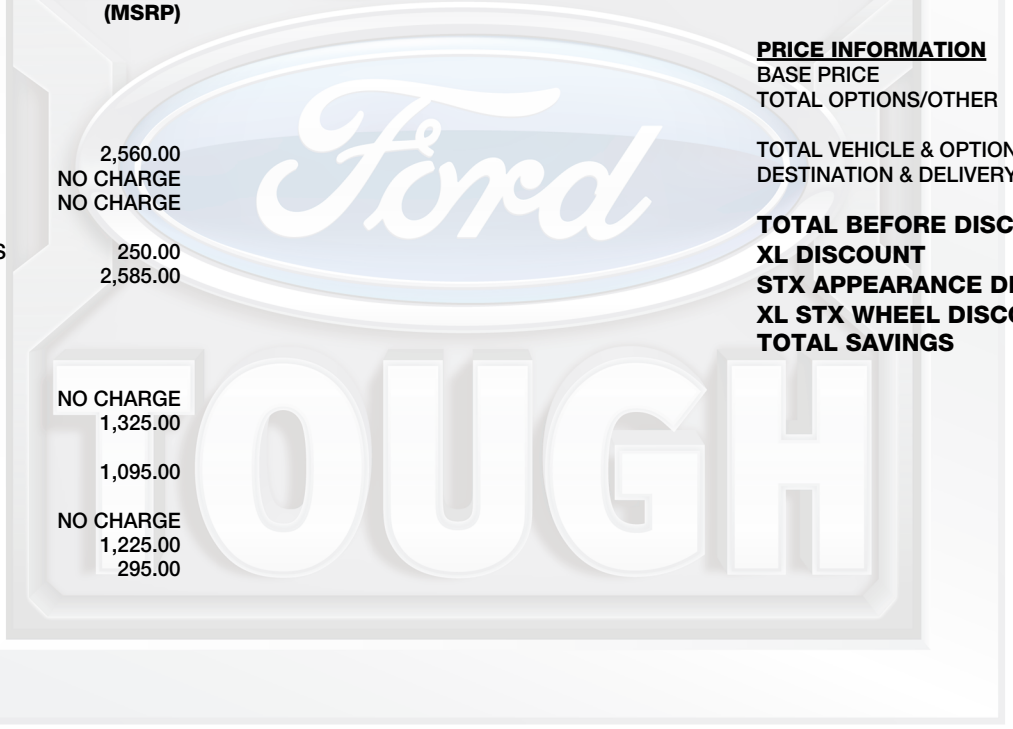 (MSRP)
2,560.00
NO CHARGE
NO CHARGE
S 250.00
2,585.00
NO CHARGE
1,325.00
1,095.00
NO CHARGE
1,225.00
295.00
PRICE INFORMATION
BASE PRICE
TOTAL OPTIONS/OTHER
TOTAL VEHICLE & OPTION
DESTINATION & DELIVERY
TOTAL BEFORE DISC
XL DISCOUNT
STX APPEARANCE DI
XL STX WHEEL DISCO
TOTAL SAVINGS
Ford
TOUGH